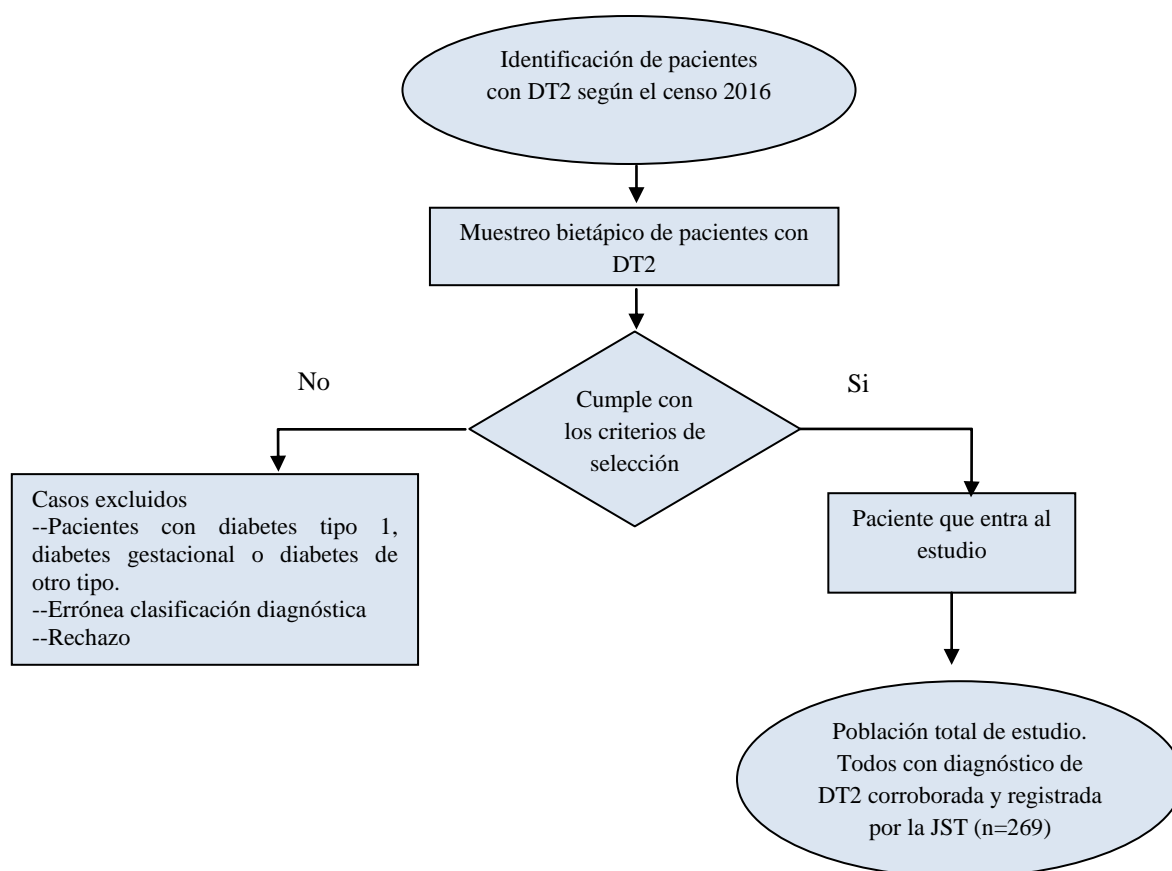 Identificación de pacientes
con DT2 según el censo 2016
Muestreo bietápico de pacientes con
DT2
No
Si
Cumple con
los criterios de
selección
Casos excluidos
--Pacientes con diabetes tipo 1,
diabetes gestacional o diabetes de
otro tipo.
--Errónea clasificación diagnóstica
--Rechazo
Paciente que entra al
estudio
Población total de estudio.
Todos con diagnóstico de
DT2 corroborada y registrada
por la JST (n=269)